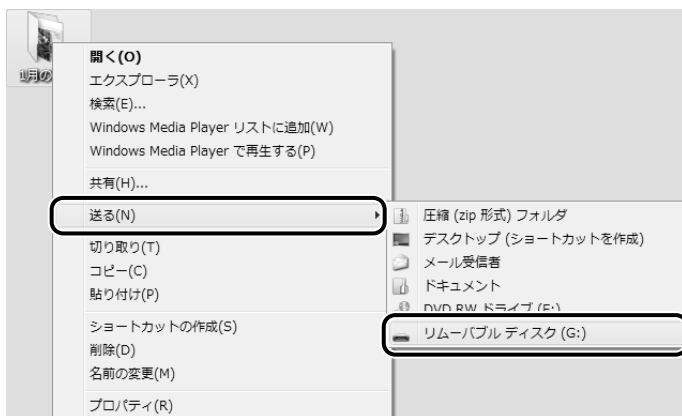 1月の
開く(O)
エクスプローラ(X)
検索(E)...
Windows Media Player リストに追加(W)
Windows Media Player で再生する(P)
共有(H)...
送る(N)
切り取り(T)
コピー(C)
貼り付け(P)
ショートカットの作成(S)
削除(D)
名前の変更(M)
プロパティ(R)
圧縮 (zip 形式) フォルダ
デスクトップ (ショートカットを作成)
メール受信者
ドキュメント
DVD RW ドライブ (F:)
リムーバブル ディスク (G:)